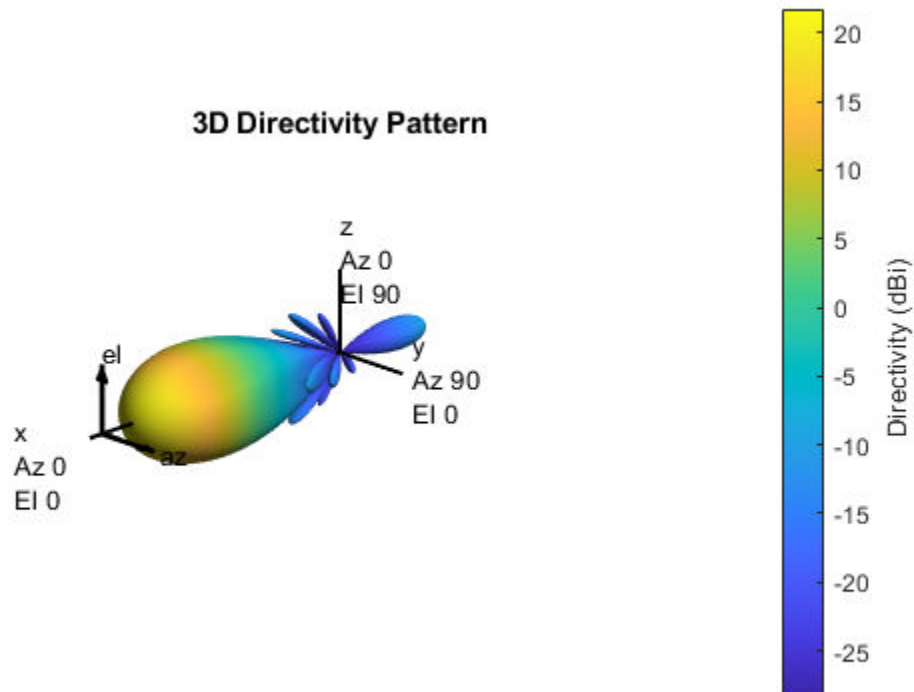 3D Directivity Pattern
z
Az 0
El 90
y
Az 90
El 0
el
az
x
Az 0
El 0
20
15
10
5
0
-5
-10
-15
-20
-25
Directivity (dBi)